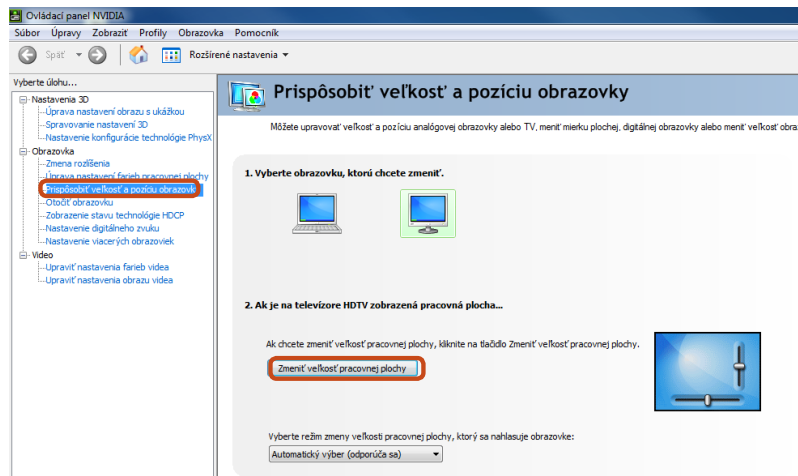 Ovládací panel NVIDIA
Súbor Úpravy Zobraziť Profily Obrazovka Pomocník
Späť Rozšírené nastavenia
Vyberte úlohu...
Nastavenia 3D
Úprava nastavení obrazu s ukážkou
Spravovanie nastavení 3D
Nastavenie konfigurácie technológie PhysX
Obrazovka
Zmena rozlíšenia
Úprava nastavení farieb pracovnej plochy
Prispôsobiť veľkosť a pozíciu obrazovky
Otočiť obrazovku
Zobrazenie stavu technológie HDCP
Nastavenie digitálneho zvuku
Nastavenie viacerých obrazoviek
Video
Upraviť nastavenia farieb videa
Upraviť nastavenia obrazu videa
Prispôsobiť veľkosť a pozíciu obrazovky
Môžete upravovať veľkosť a pozíciu analógovej obrazovky alebo TV, meniť mierku plochej, digitálnej obrazovky alebo meniť veľkosť obra
1. Vyberte obrazovku, ktorú chcete zmeniť.
2. Ak je na televízore HDTV zobrazená pracovná plocha...
Ak chcete zmeniť veľkosť pracovnej plochy, kliknite na tlačidlo Zmeniť veľkosť pracovnej plochy.
Zmeniť veľkosť pracovnej plochy
Vyberte režim zmeny veľkosti pracovnej plochy, ktorý sa nahlasuje obrazovke:
Automatický výber (odporúča sa)